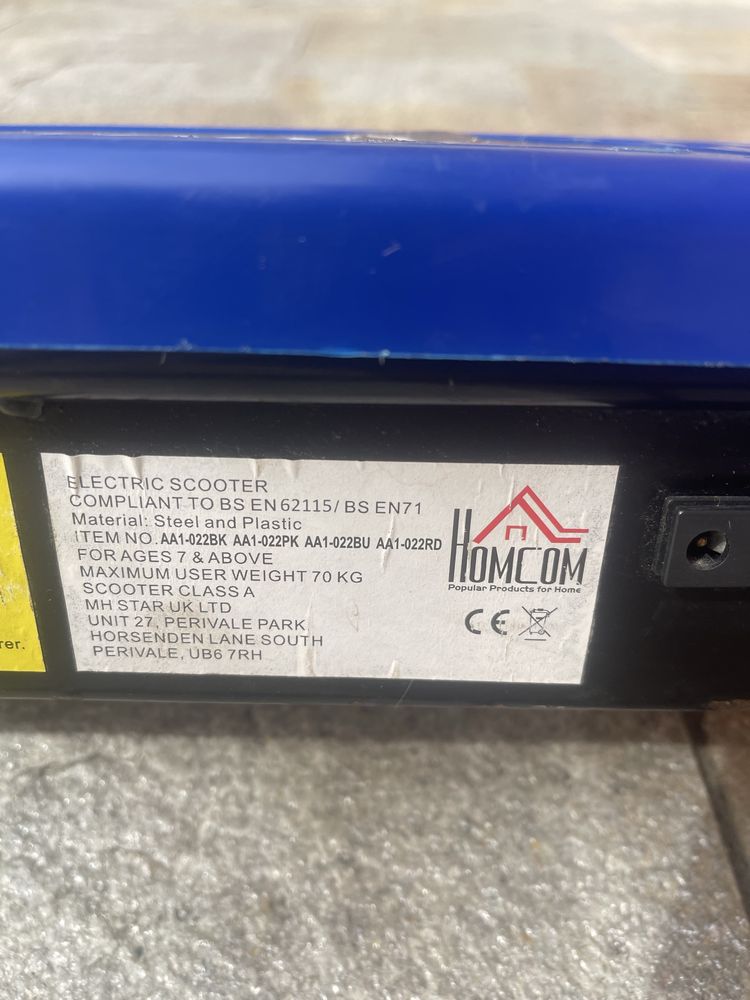 ELECTRIC SCOOTER
COMPLIANT TO BS EN 62115/ BS EN71
Material: Steel and Plastic
ITEM NO. AA1-022BK AA1-022PK AA1-022BU AA1-022RD
FOR AGES 7 & ABOVE
MAXIMUM USER WEIGHT 70 KG
SCOOTER CLASS A
MH STAR UK LTD
UNIT 27, PERIVALE PARK
HORSENDEN LANE SOUTH
PERIVALE, UB6 7RH
HOMCOM
Popular Products for Home
CE